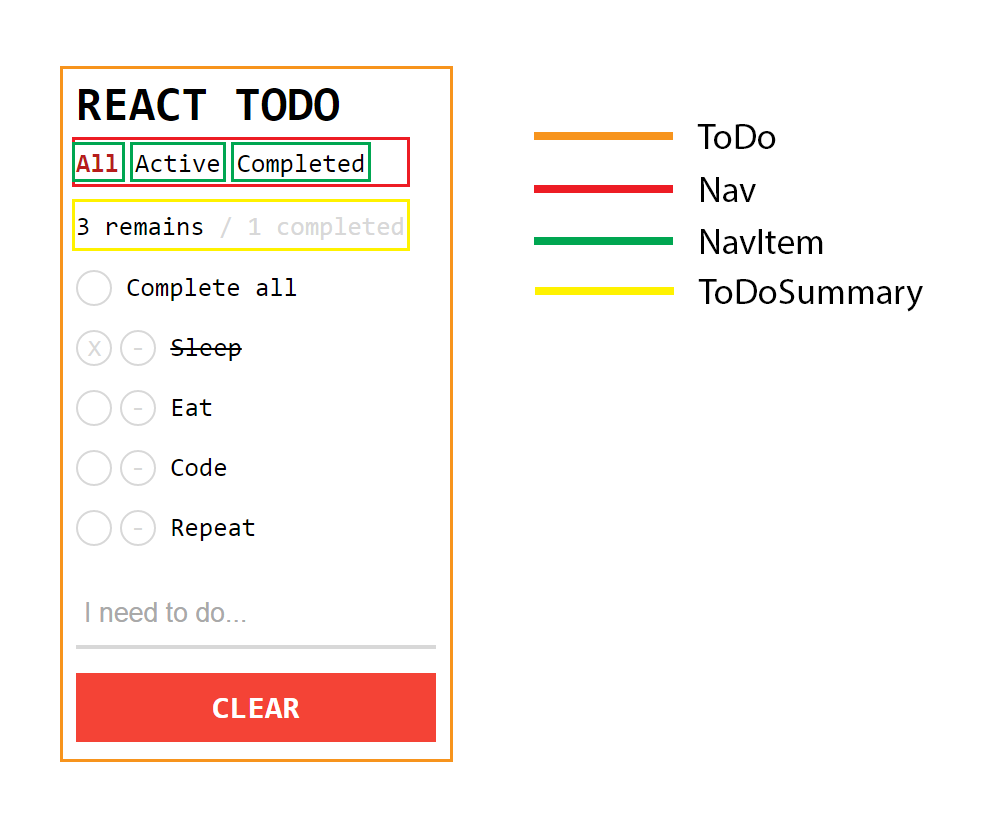 REACT TODO
All Active Completed
3 remains / 1 completed
Complete all
X - Sleep
- Eat
- Code
- Repeat
I need to do...
CLEAR
ToDo
Nav
NavItem
ToDoSummary